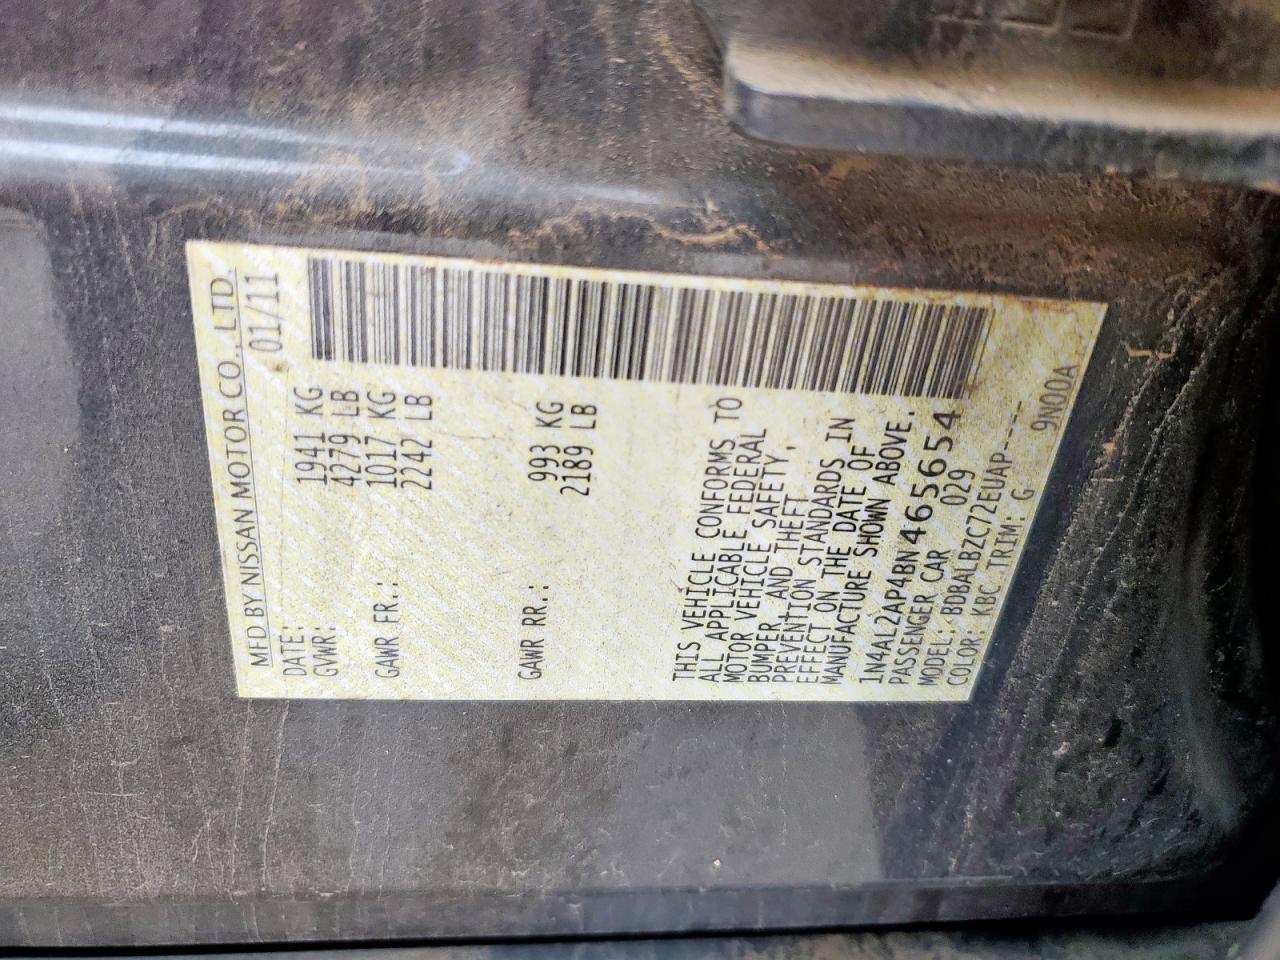 MFD BY NISSAN MOTOR CO., LTD.
DATE: 01/11
GVWR: 1941 KG
4279 LB
GAWR FR.: 1017 KG
2242 LB
GAWR RR.: 993 KG
2189 LB
THIS VEHICLE CONFORMS TO
ALL APPLICABLE FEDERAL
MOTOR VEHICLE SAFETY,
BUMPER, AND THEFT
PREVENTION STANDARDS IN
EFFECT ON THE DATE OF
MANUFACTURE SHOWN ABOVE.
1N4AL2AP4BN465654
PASSENGER CAR 029
MODEL: BDBALBZC72EUAP----
COLOR: KBC TRIM: G
9N00A